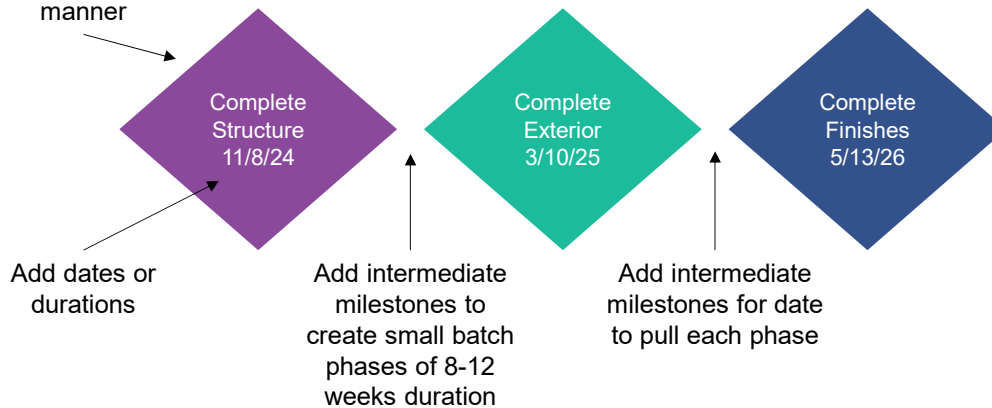 manner
Complete
Structure
11/8/24
Complete
Exterior
3/10/25
Complete
Finishes
5/13/26
Add dates or
durations
Add intermediate
milestones to
create small batch
phases of 8-12
weeks duration
Add intermediate
milestones for date
to pull each phase